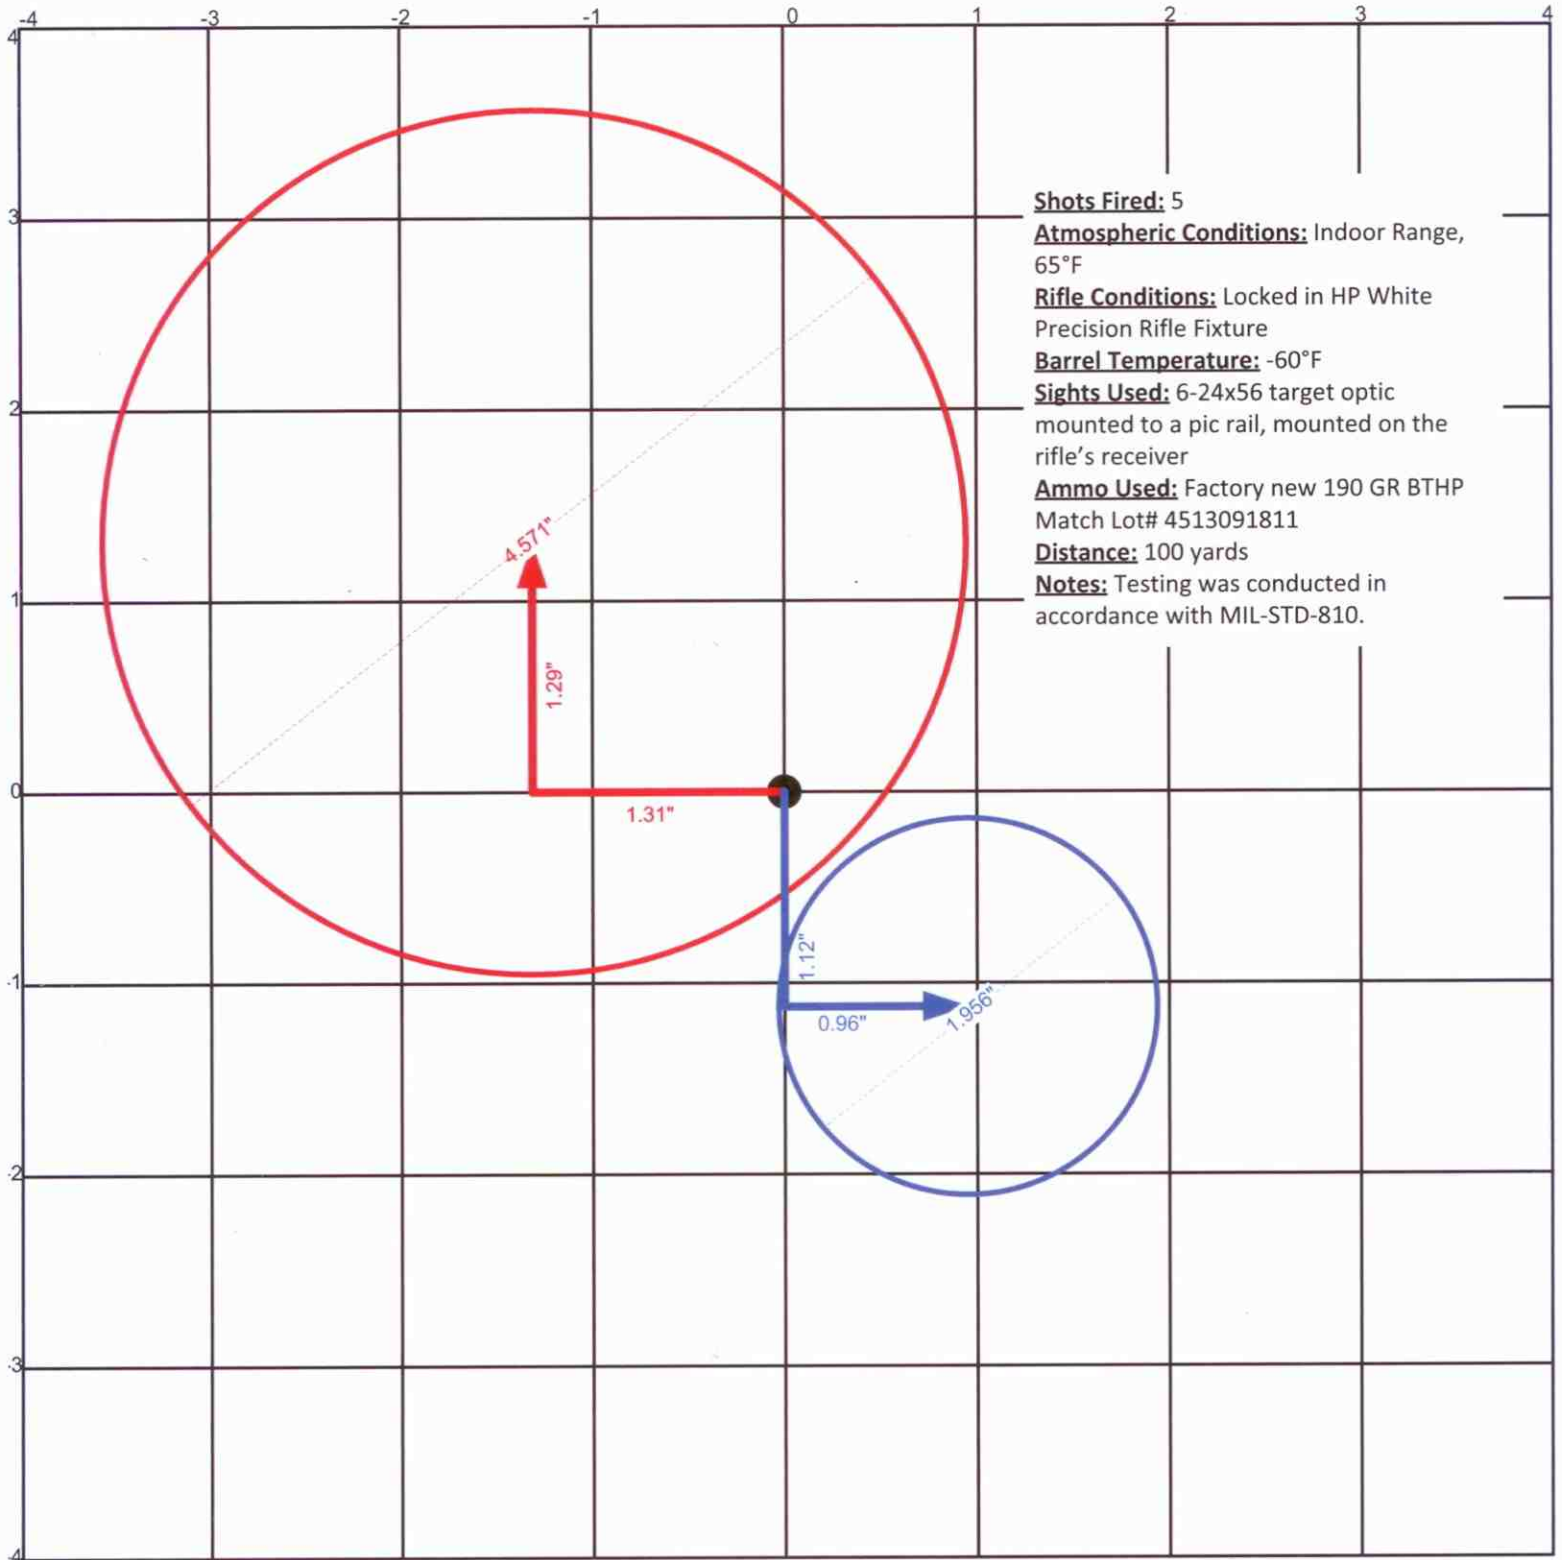 -4 -3 -2 -1 0 1 2 3 4
4
Shots Fired: 5
3
Atmospheric Conditions: Indoor Range,
65°F
Rifle Conditions: Locked in HP White
Precision Rifle Fixture
Barrel Temperature: -60°F
Sights Used: 6-24x56 target optic
2
mounted to a pic rail, mounted on the
rifle's receiver
Ammo Used: Factory new 190 GR BTHP
Match Lot# 4513091811
4.571"
Distance: 100 yards
Notes: Testing was conducted in
1
accordance with MIL-STD-810.
1.29"
0
1.31"
1.12"
-1
0.96"
1.956"
-2
-3
-4